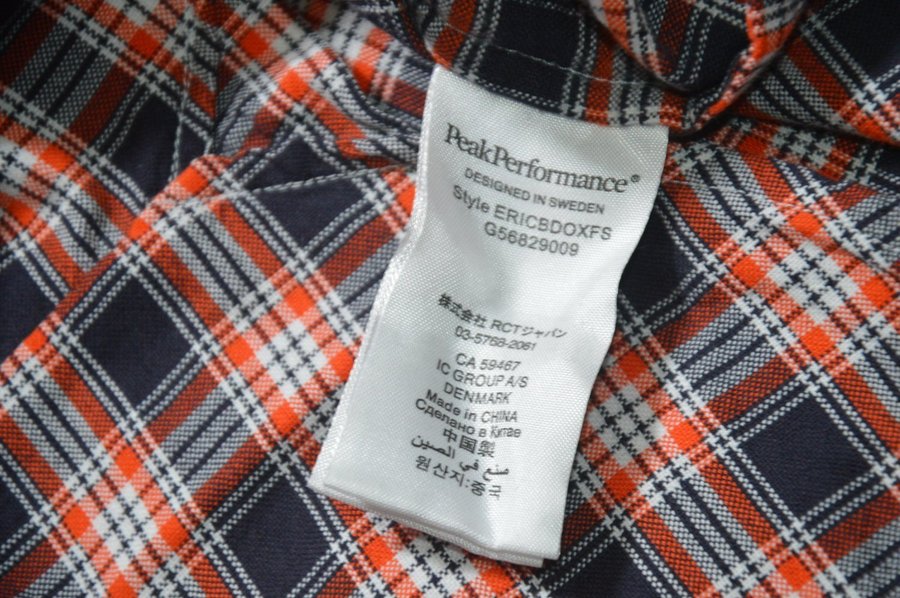 PeakPerformance®
DESIGNED IN SWEDEN
Style ERICBDOXFS
G56829009
株式会社 RCTジャパン
03-5768-2061
CA 59467
IC GROUP A/S
DENMARK
Made in CHINA
Сделано в Китае
中国製
صنع في الصين
원산지:중국